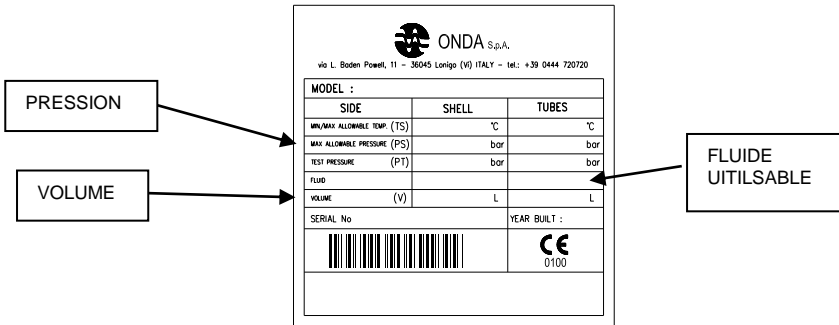 ONDA S.p.A.
via L. Baden Powell, 11 - 36045 Lonigo (Vi) ITALY - tel.: +39 0444 720720
MODEL :
SIDE SHELL TUBES
MIN/MAX ALLOWABLE TEMP. (TS) °C °C
MAX ALLOWABLE PRESSURE (PS) bar bar
TEST PRESSURE (PT) bar bar
FLUID
VOLUME (V) L L
SERIAL No YEAR BUILT :
CE
0100
PRESSION
VOLUME
FLUIDE
UITILSABLE